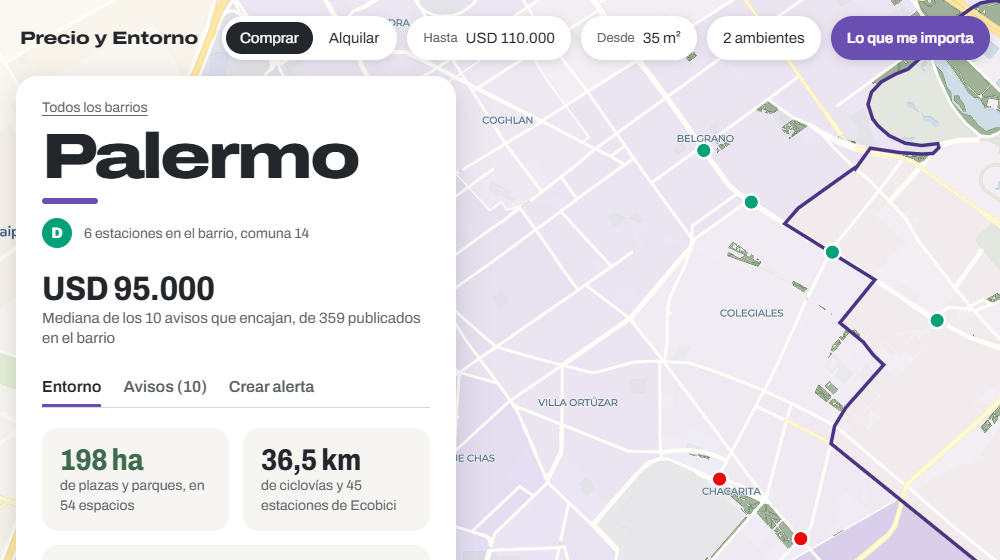 Precio y Entorno
Comprar
Alquilar
Hasta USD 110.000
Desde 35 m²
2 ambientes
Lo que me importa
Todos los barrios
Palermo
D
6 estaciones en el barrio, comuna 14
USD 95.000
Mediana de los 10 avisos que encajan, de 359 publicados
en el barrio
Entorno
Avisos (10)
Crear alerta
198 ha
de plazas y parques, en
54 espacios
36,5 km
de ciclovías y 45
estaciones de Ecobici
COGHLAN
BELGRANO
COLEGIALES
VILLA ORTÚZAR
CHACARITA